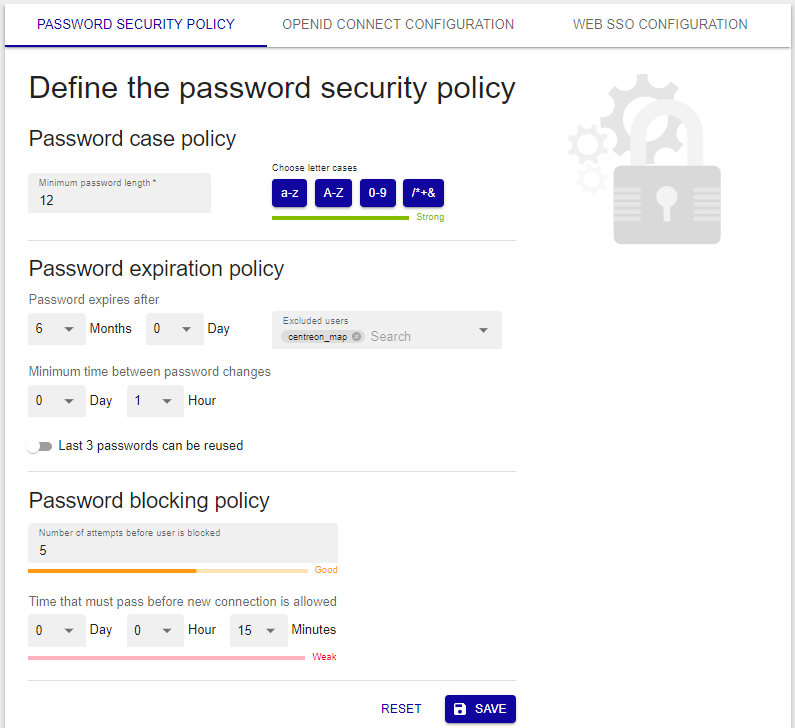 PASSWORD SECURITY POLICY OPENID CONNECT CONFIGURATION WEB SSO CONFIGURATION
Define the password security policy
Password case policy
Choose letter cases
Minimum password length *
12
a-z A-Z 0-9 /*+&
Strong
Password expiration policy
Password expires after
6 Months 0 Day
Excluded users
centreon_map Search
Minimum time between password changes
0 Day 1 Hour
Last 3 passwords can be reused
Password blocking policy
Number of attempts before user is blocked
5
Good
Time that must pass before new connection is allowed
0 Day 0 Hour 15 Minutes
Weak
RESET SAVE